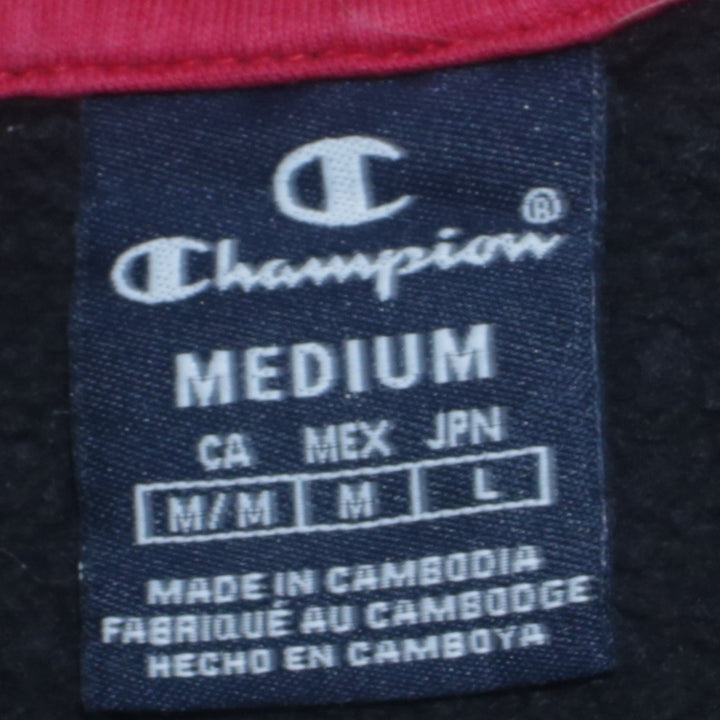 C
Champion®
MEDIUM
CA MEX JPN
M/M M L
MADE IN CAMBODIA
FABRIQUÉ AU CAMBODGE
HECHO EN CAMBOYA